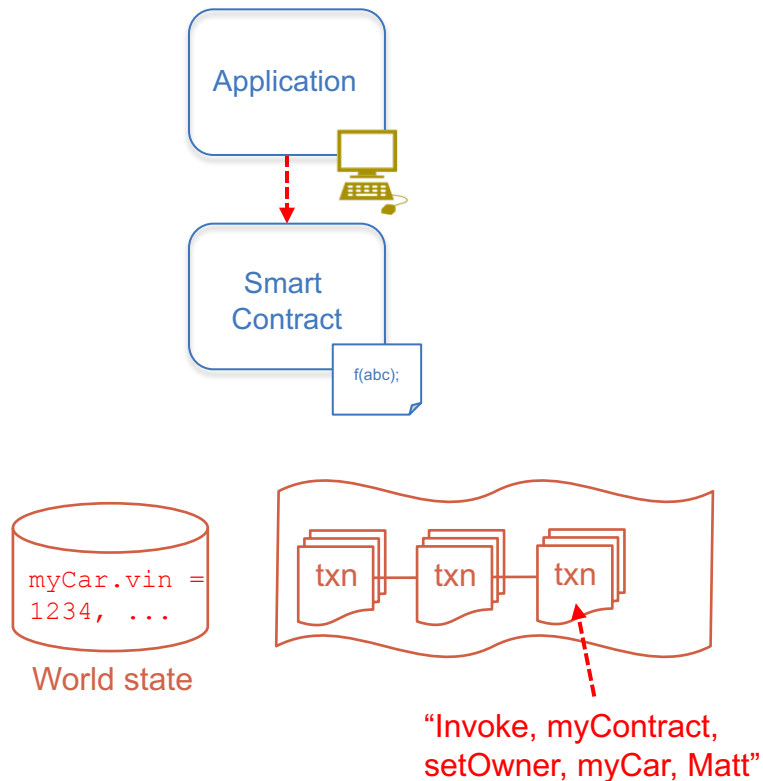 Application
Smart
Contract
f(abc);
myCar.vin =
1234, ...
World state
txn
txn
txn
“Invoke, myContract,
setOwner, myCar, Matt”